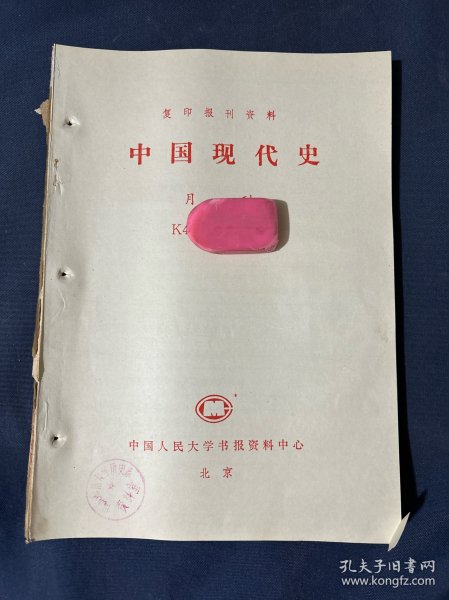 复印报刊资料
中国现代史
月
K4
中国人民大学书报资料中心
北京
孔夫子旧书网
www.kongfz.com